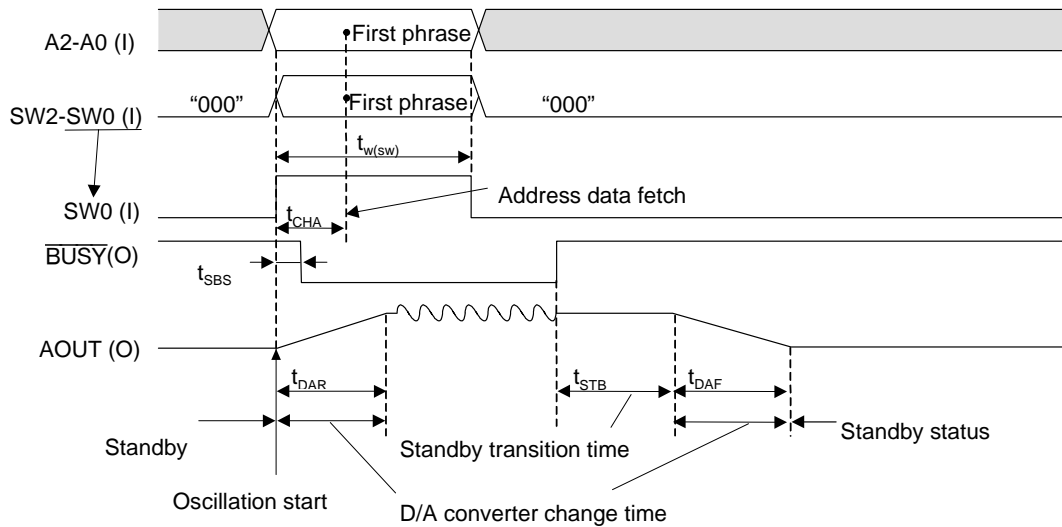 A2-A0 (I)
First phrase
SW2-SW0 (I)
“000”
First phrase
“000”
tw(sw)
SW0 (I)
tCHA
Address data fetch
BUSY(O)
tSBS
AOUT (O)
tDAR
tSTB
tDAF
Standby
Standby transition time
Standby status
Oscillation start
D/A converter change time